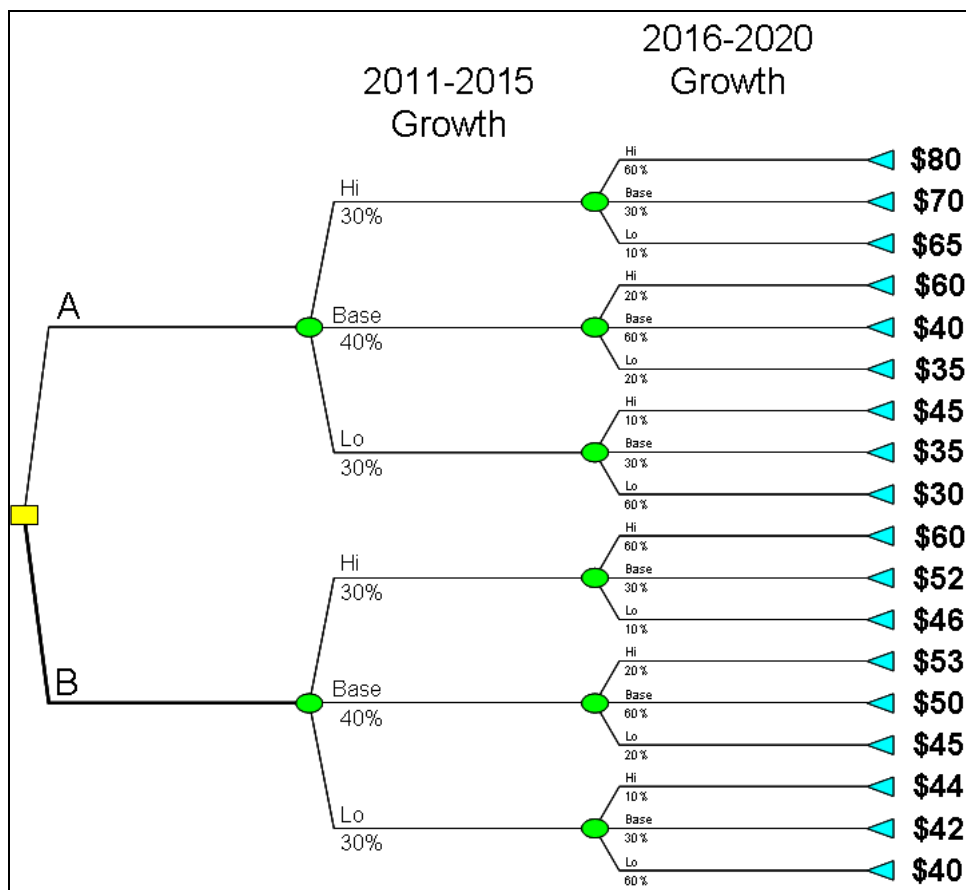 2011-2015
Growth
2016-2020
Growth
A
Hi
30%
Hi
60%
$80
Base
30%
$70
Lo
10%
$65
Base
40%
Hi
20%
$60
Base
60%
$40
Lo
20%
$35
Lo
30%
Hi
10%
$45
Base
30%
$35
Lo
60%
$30
B
Hi
30%
Hi
60%
$60
Base
30%
$52
Lo
10%
$46
Base
40%
Hi
20%
$53
Base
60%
$50
Lo
20%
$45
Lo
30%
Hi
10%
$44
Base
30%
$42
Lo
60%
$40